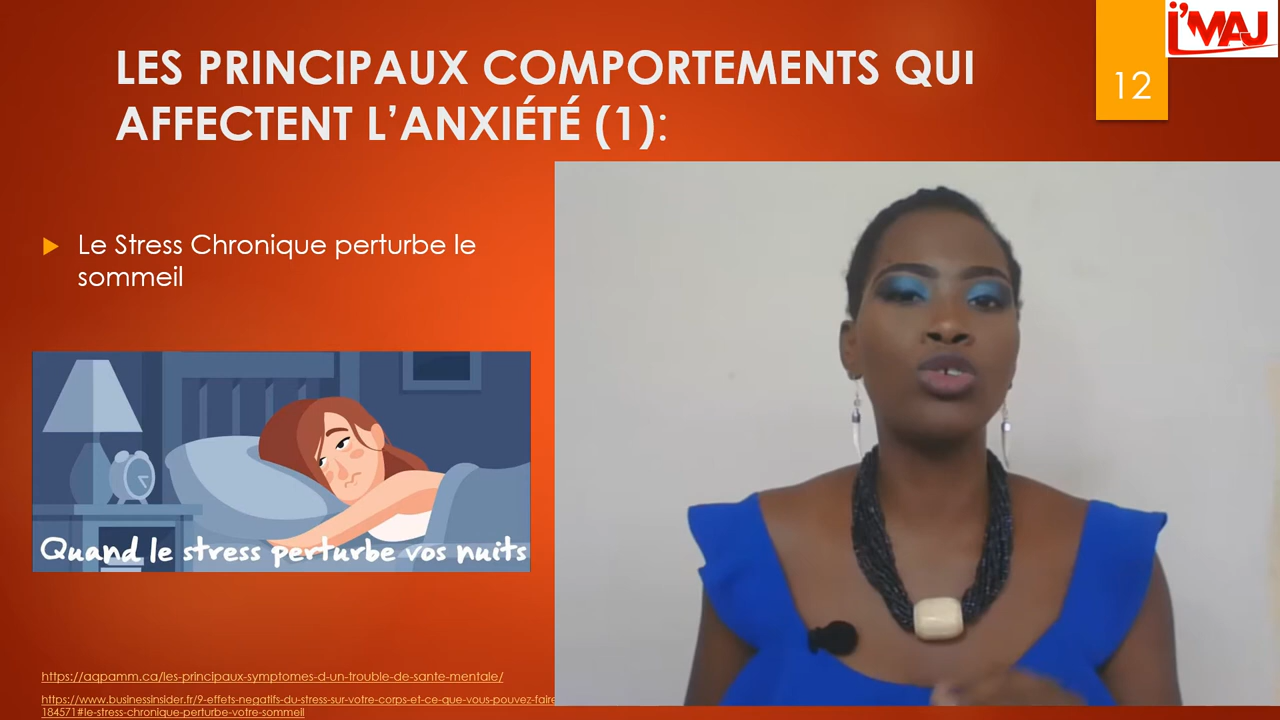 LES PRINCIPAUX COMPORTEMENTS QUI
AFFECTENT L'ANXIÉTÉ (1):
12
i'MAJ
Le Stress Chronique perturbe le
sommeil
Quand le stress perturbe vos nuits
https://aqpamm.ca/les-principaux-symptomes-d-un-trouble-de-sante-mentale/
https://www.businessinsider.fr/9-effets-negatifs-du-stress-sur-votre-corps-et-ce-que-vous-pouvez-faire
184571#le-stress-chronique-perturbe-votre-sommeil